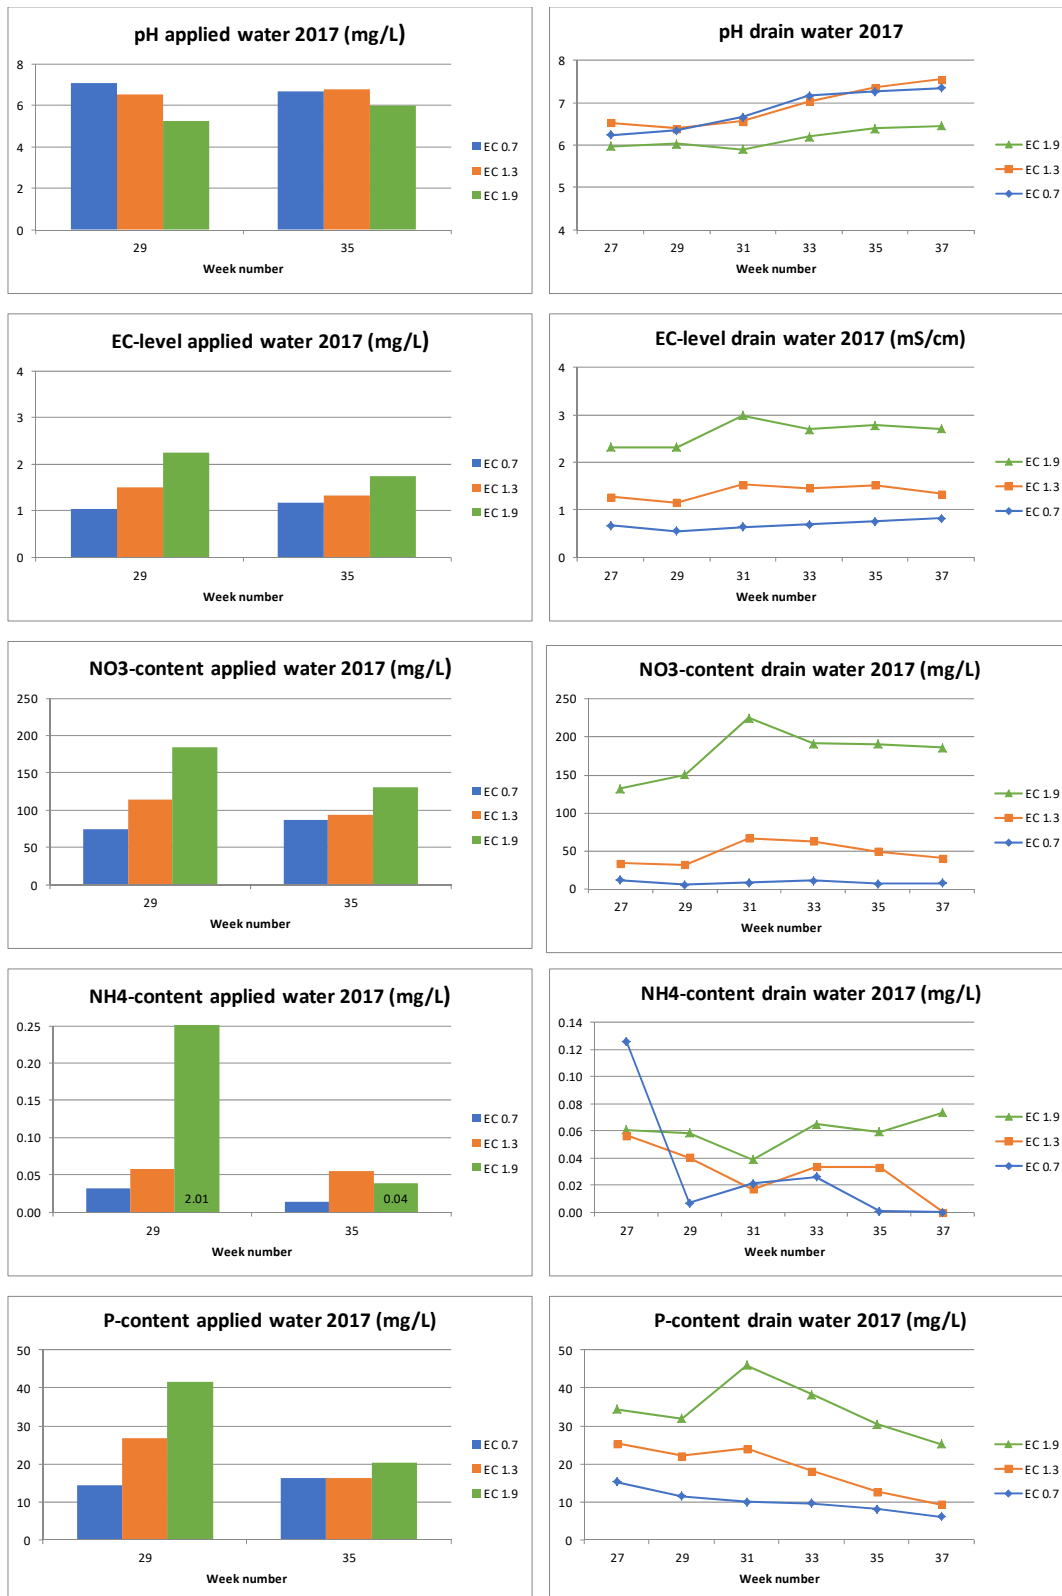 pH applied water 2017 (mg/L)
8
6
4
2
0
29
35
Week number
EC 0.7
EC 1.3
EC 1.9
pH drain water 2017
8
7
6
5
4
27
29
31
33
35
37
Week number
EC 1.9
EC 1.3
EC 0.7
EC-level applied water 2017 (mg/L)
4
3
2
1
0
29
35
Week number
EC 0.7
EC 1.3
EC 1.9
EC-level drain water 2017 (mS/cm)
4
3
2
1
0
27
29
31
33
35
37
Week number
EC 1.9
EC 1.3
EC 0.7
NO3-content applied water 2017 (mg/L)
250
200
150
100
50
0
29
35
Week number
EC 0.7
EC 1.3
EC 1.9
NO3-content drain water 2017 (mg/L)
250
200
150
100
50
0
27
29
31
33
35
37
Week number
EC 1.9
EC 1.3
EC 0.7
NH4-content applied water 2017 (mg/L)
0.25
0.20
0.15
0.10
0.05
0.00
2.01
0.04
29
35
Week number
EC 0.7
EC 1.3
EC 1.9
NH4-content drain water 2017 (mg/L)
0.14
0.12
0.10
0.08
0.06
0.04
0.02
0.00
27
29
31
33
35
37
Week number
EC 1.9
EC 1.3
EC 0.7
P-content applied water 2017 (mg/L)
50
40
30
20
10
0
29
35
Week number
EC 0.7
EC 1.3
EC 1.9
P-content drain water 2017 (mg/L)
50
40
30
20
10
0
27
29
31
33
35
37
Week number
EC 1.9
EC 1.3
EC 0.7